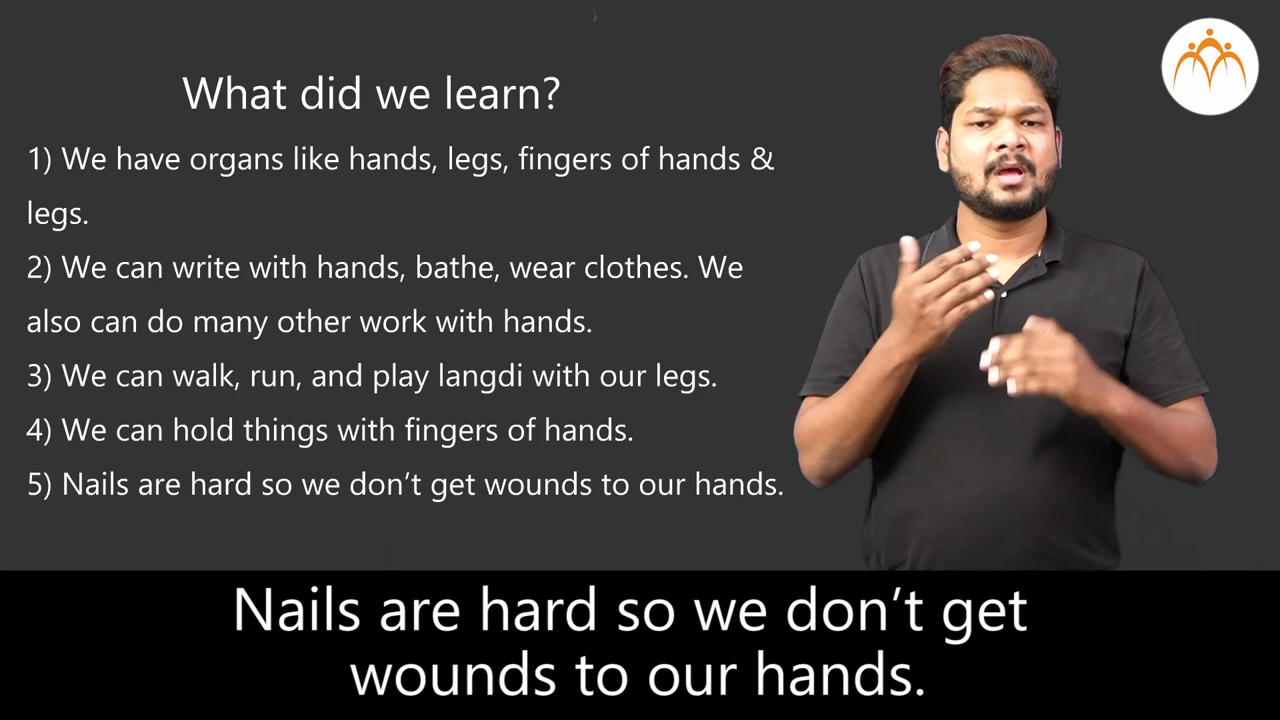 What did we learn?
1) We have organs like hands, legs, fingers of hands &
legs.
2) We can write with hands, bathe, wear clothes. We
also can do many other work with hands.
3) We can walk, run, and play langdi with our legs.
4) We can hold things with fingers of hands.
5) Nails are hard so we don’t get wounds to our hands.
Nails are hard so we don’t get
wounds to our hands.